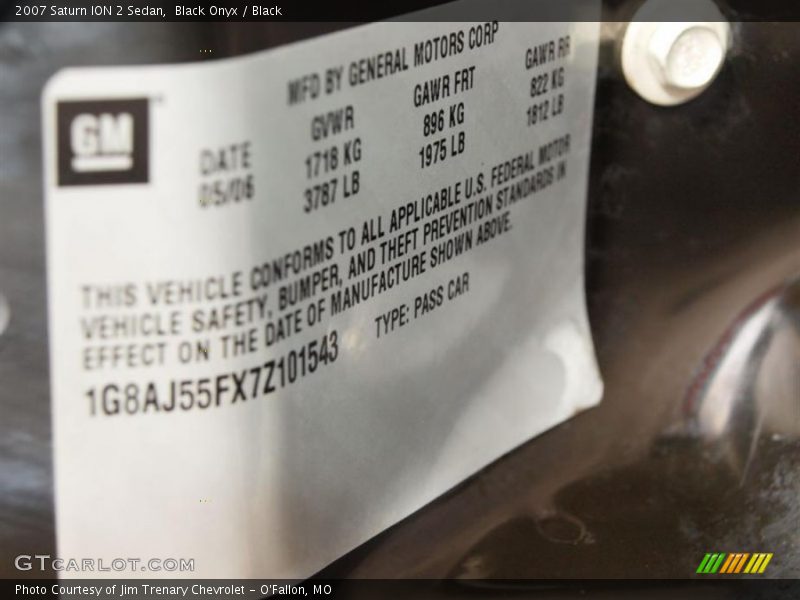 2007 Saturn ION 2 Sedan,  Black Onyx / Black
MFD BY GENERAL MOTORS CORP
GM
DATE GVWR GAWR FRT GAWR RR
05/06 1718 KG 896 KG 822 KG
3787 LB 1975 LB 1812 LB
THIS VEHICLE CONFORMS TO ALL APPLICABLE U.S. FEDERAL MOTOR
VEHICLE SAFETY, BUMPER, AND THEFT PREVENTION STANDARDS IN
EFFECT ON THE DATE OF MANUFACTURE SHOWN ABOVE.
1G8AJ55FX7Z101543 TYPE: PASS CAR
GTCARLOT.COM
Photo Courtesy of Jim Trenary Chevrolet - O'Fallon, MO